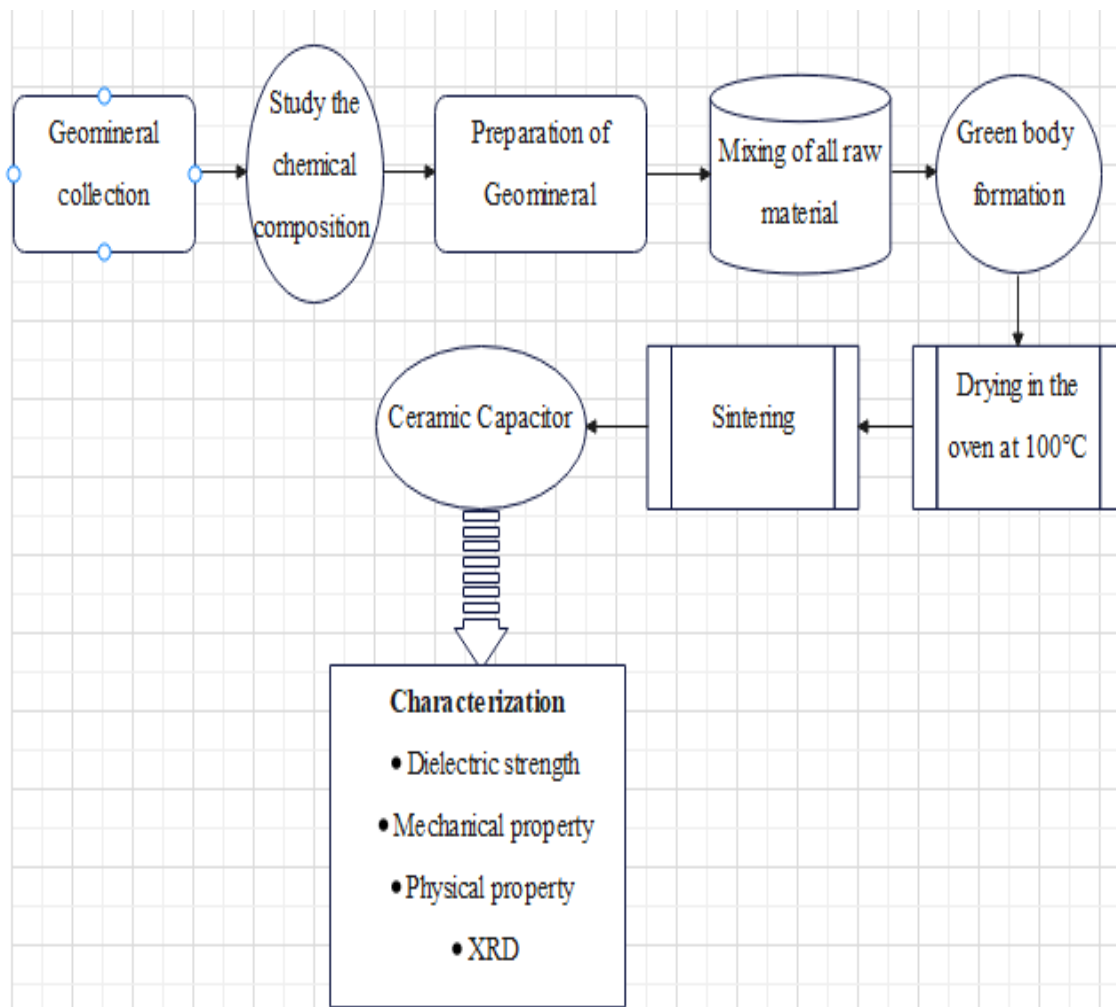 Geomineral
collection
Study the
chemical
composition
Preparation of
Geomineral
Mixing of all raw
material
Green body
formation
Drying in the
oven at 100°C
Sintering
Ceramic Capacitor
Characterization
• Dielectric strength
• Mechanical property
• Physical property
• XRD